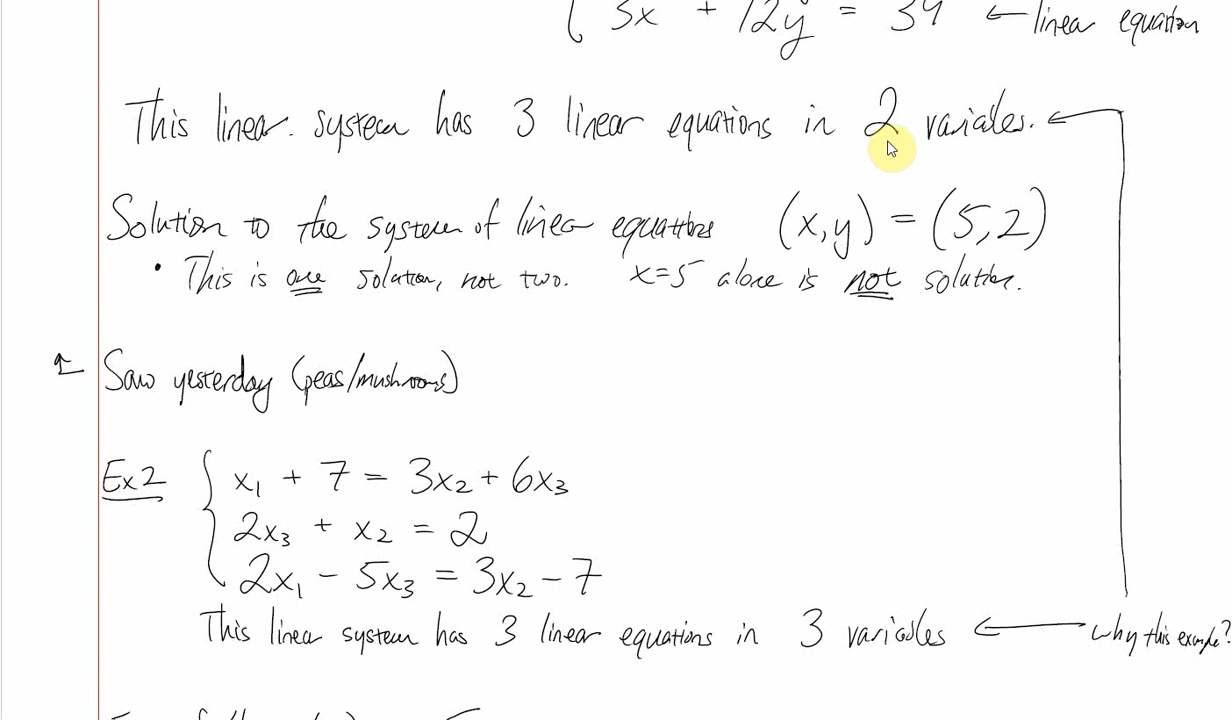 3x + 12y = 39 ← linear equation
This linear. system has 3 linear equations in 2 variables. ←
Solution to the system of linear equations (x,y) = (5,2)
• This is one solution, not two. x=5 alone is not solution.
Saw yesterday (peas/mushrooms)
Ex2 { x₁ + 7 = 3x₂ + 6x₃
2x₃ + x₂ = 2
2x₁ - 5x₃ = 3x₂ - 7
This linear system has 3 linear equations in 3 variables ← why this example?